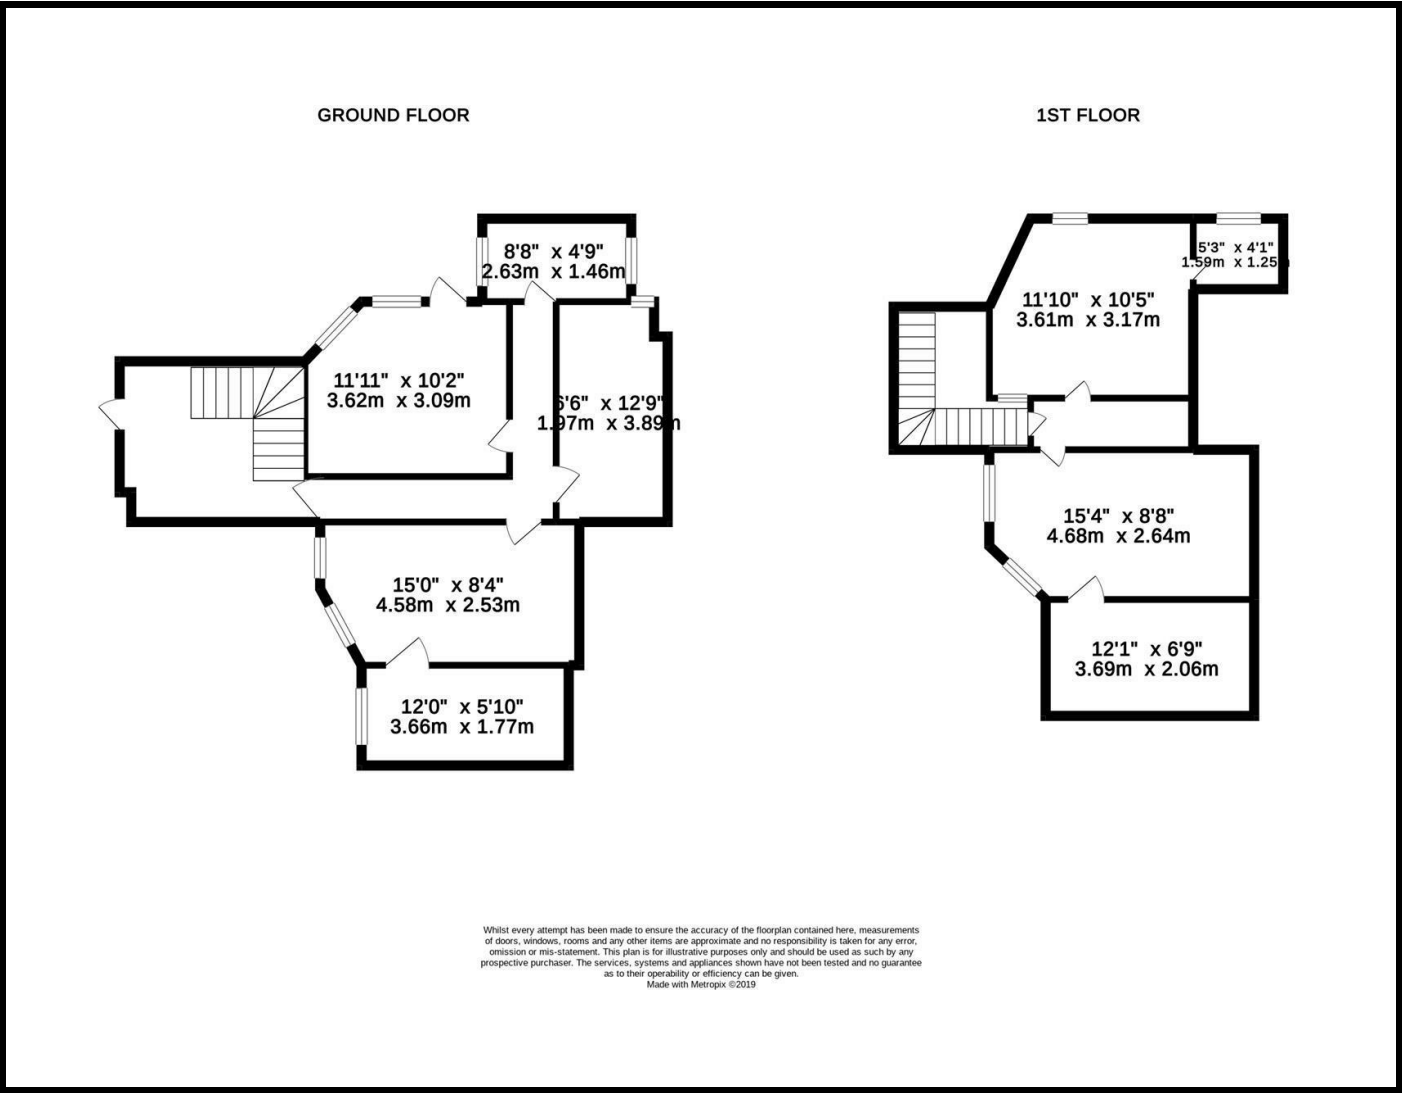 GROUND FLOOR
1ST FLOOR
8'8" x 4'9"
2.63m x 1.46m
11'11" x 10'2"
3.62m x 3.09m
6'6" x 12'9"
1.97m x 3.89m
15'0" x 8'4"
4.58m x 2.53m
12'0" x 5'10"
3.66m x 1.77m
5'3" x 4'1"
1.59m x 1.25m
11'10" x 10'5"
3.61m x 3.17m
15'4" x 8'8"
4.68m x 2.64m
12'1" x 6'9"
3.69m x 2.06m
Whilst every attempt has been made to ensure the accuracy of the floorplan contained here, measurements
of doors, windows, rooms and any other items are approximate and no responsibility is taken for any error,
omission or mis-statement. This plan is for illustrative purposes only and should be used as such by any
prospective purchaser. The services, systems and appliances shown have not been tested and no guarantee
as to their operability or efficiency can be given.
Made with Metropix ©2019